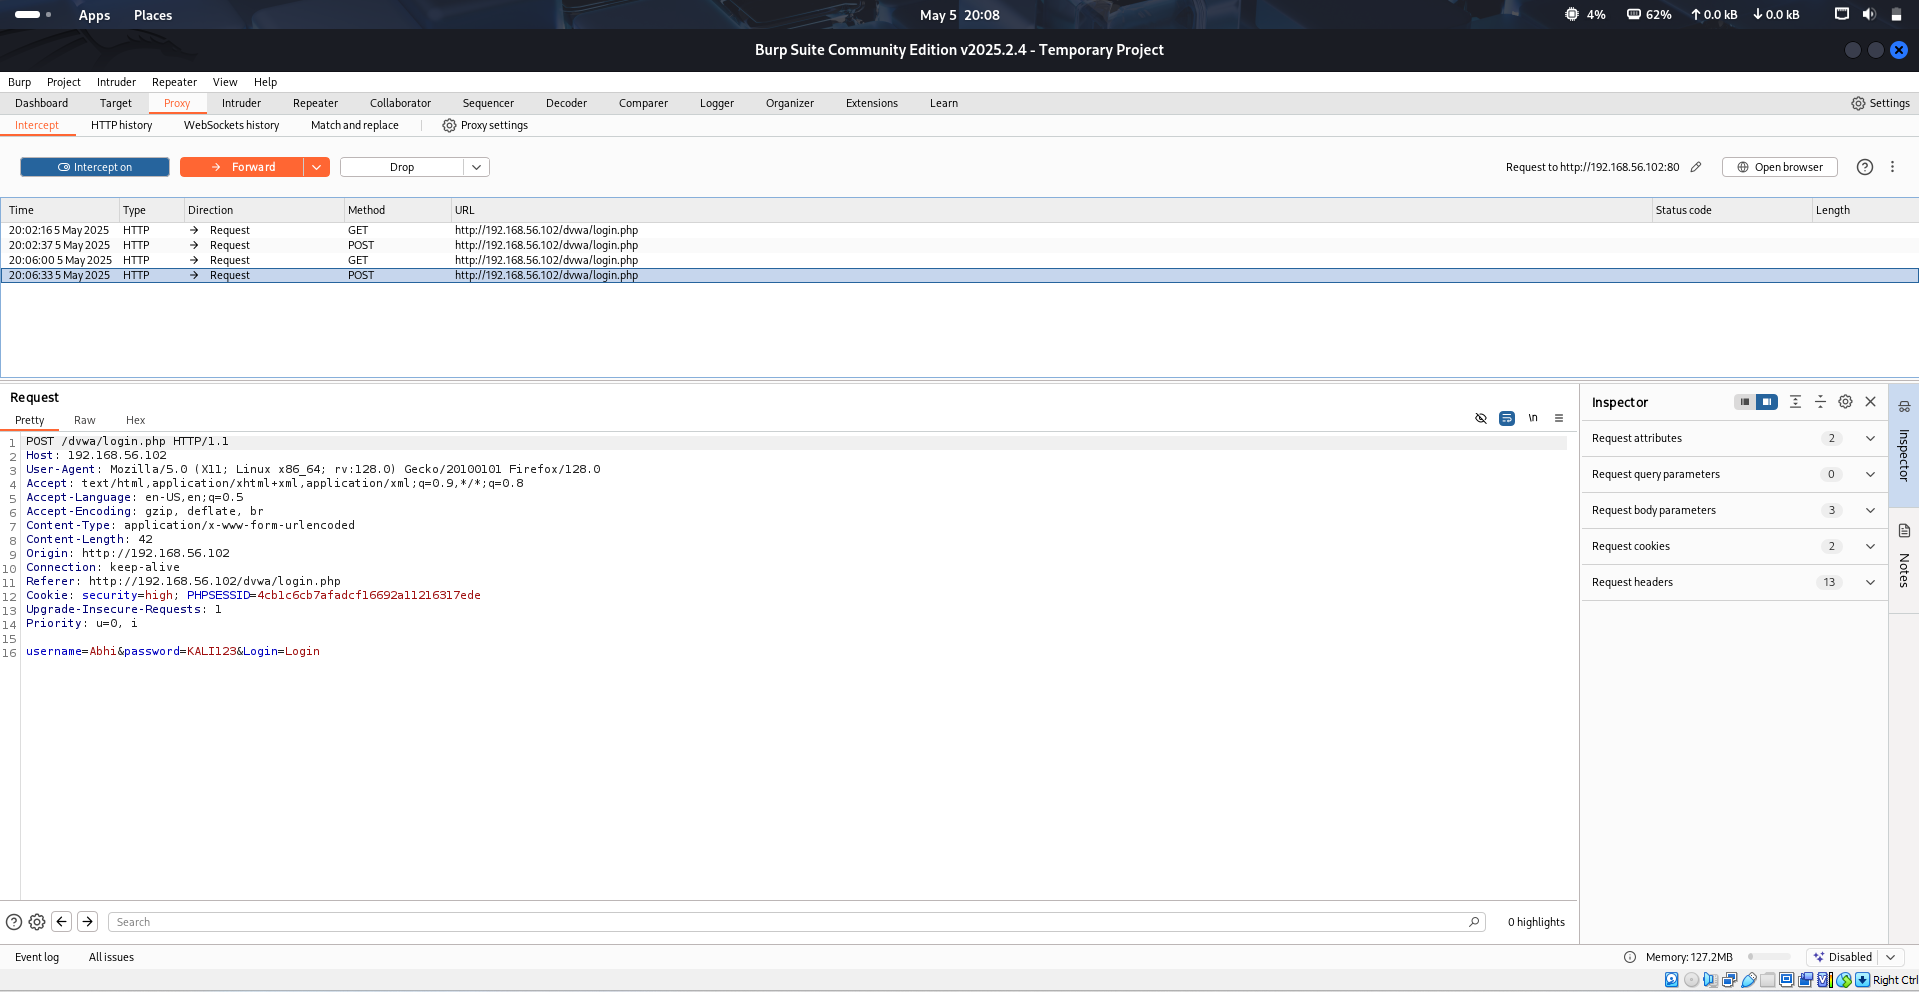 Apps Places May 5 20:08 4% 62% 0.0 kB 0.0 kB
Burp Suite Community Edition v2025.2.4 - Temporary Project
Burp Project Intruder Repeater View Help
Dashboard Target Proxy Intruder Repeater Collaborator Sequencer Decoder Comparer Logger Organizer Extensions Learn Settings
Intercept HTTP history WebSockets history Match and replace Proxy settings
Intercept on Forward Drop Request to http://192.168.56.102:80 Open browser
Time Type Direction Method URL Status code Length
20:02:16 5 May 2025 HTTP → Request GET http://192.168.56.102/dvwa/login.php
20:02:37 5 May 2025 HTTP → Request POST http://192.168.56.102/dvwa/login.php
20:06:00 5 May 2025 HTTP → Request GET http://192.168.56.102/dvwa/login.php
20:06:33 5 May 2025 HTTP → Request POST http://192.168.56.102/dvwa/login.php
Request
Pretty Raw Hex \n
1 POST /dvwa/login.php HTTP/1.1
2 Host: 192.168.56.102
3 User-Agent: Mozilla/5.0 (X11; Linux x86_64; rv:128.0) Gecko/20100101 Firefox/128.0
4 Accept: text/html,application/xhtml+xml,application/xml;q=0.9,*/*;q=0.8
5 Accept-Language: en-US,en;q=0.5
6 Accept-Encoding: gzip, deflate, br
7 Content-Type: application/x-www-form-urlencoded
8 Content-Length: 42
9 Origin: http://192.168.56.102
10 Connection: keep-alive
11 Referer: http://192.168.56.102/dvwa/login.php
12 Cookie: security=high; PHPSESSID=4cb1c6cb7afadcf16692a11216317ede
13 Upgrade-Insecure-Requests: 1
14 Priority: u=0, i
15
16 username=Abhi&password=KALI123&Login=Login
Inspector
Request attributes 2
Request query parameters 0
Request body parameters 3
Request cookies 2
Request headers 13
Inspector
Notes
Search 0 highlights
Event log All issues Memory: 127.2MB Disabled
Right Ctrl